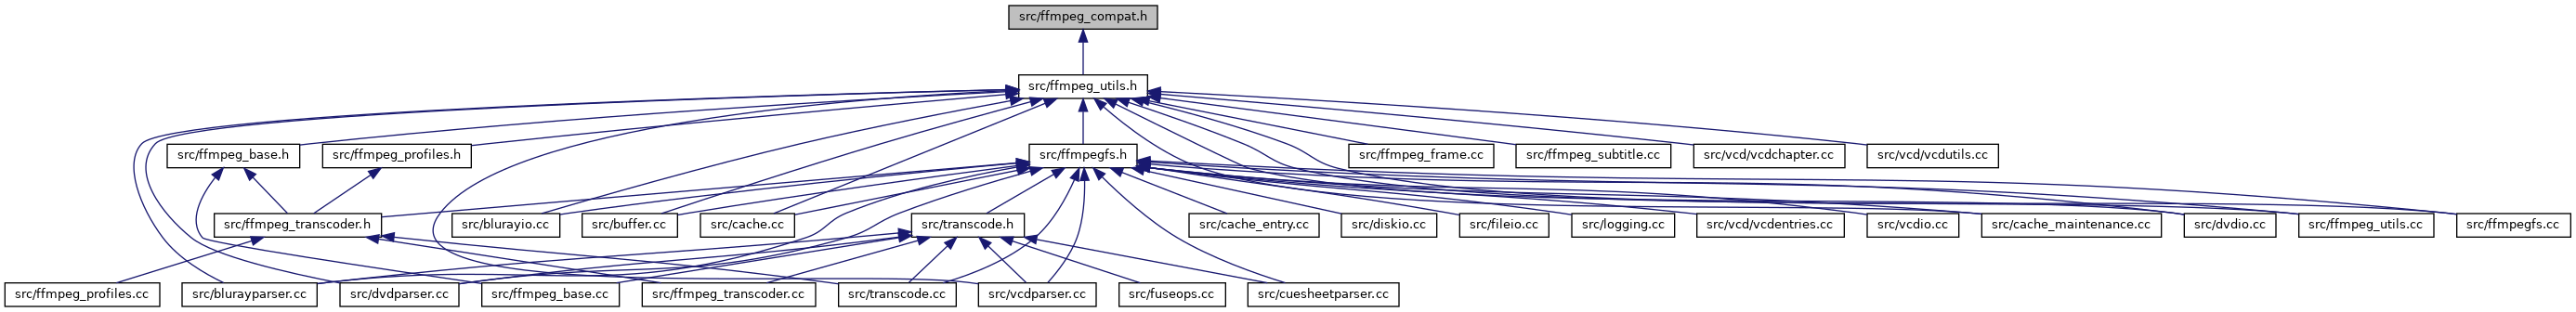 src/ffmpeg_compat.h
src/ffmpeg_utils.h
src/ffmpeg_base.h
src/ffmpeg_profiles.h
src/ffmpegfs.h
src/ffmpeg_frame.cc
src/ffmpeg_subtitle.cc
src/vcd/vcdchapter.cc
src/vcd/vcdutils.cc
src/ffmpeg_transcoder.h
src/blurayio.cc
src/buffer.cc
src/cache.cc
src/transcode.h
src/cache_entry.cc
src/diskio.cc
src/fileio.cc
src/logging.cc
src/vcd/vcdentries.cc
src/vcdio.cc
src/cache_maintenance.cc
src/dvdio.cc
src/ffmpeg_utils.cc
src/ffmpegfs.cc
src/ffmpeg_profiles.cc
src/blurayparser.cc
src/dvdparser.cc
src/ffmpeg_base.cc
src/ffmpeg_transcoder.cc
src/transcode.cc
src/vcdparser.cc
src/fuseops.cc
src/cuesheetparser.cc